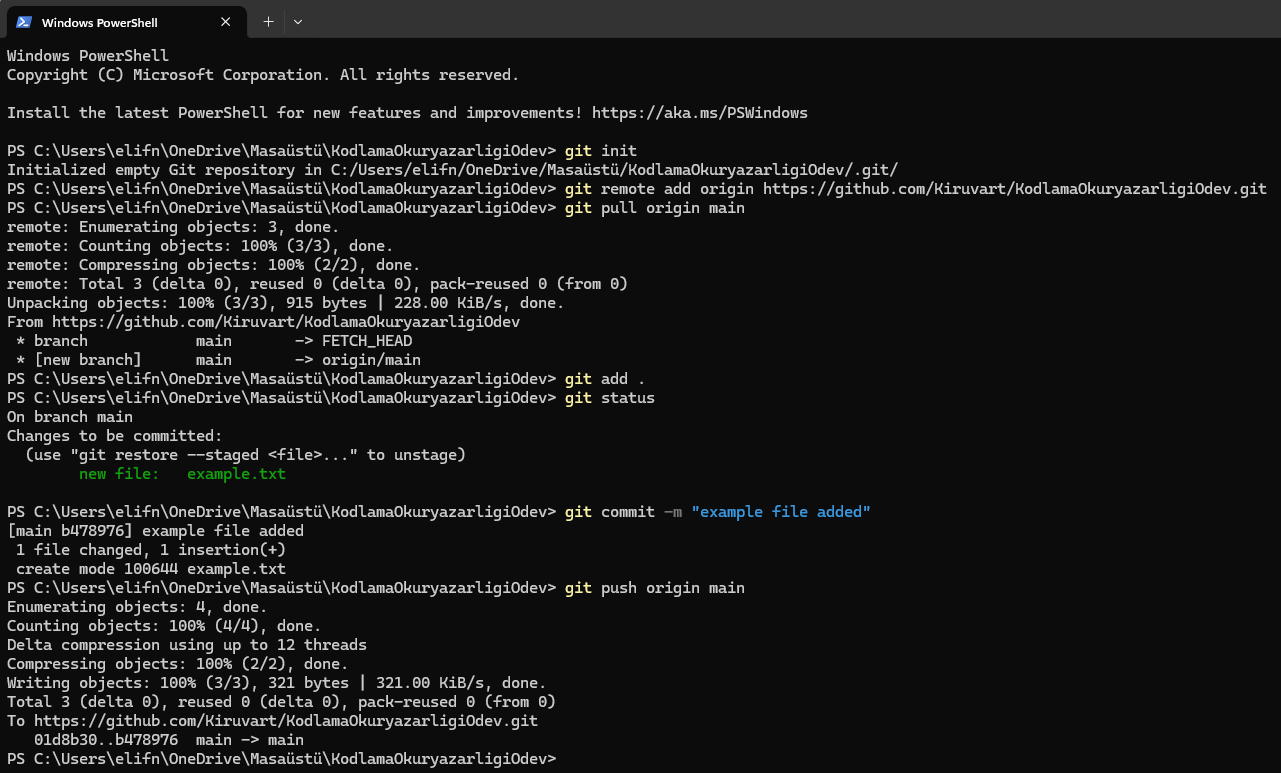 Windows PowerShell
Windows PowerShell
Copyright (C) Microsoft Corporation. All rights reserved.
Install the latest PowerShell for new features and improvements! https://aka.ms/PSWindows
PS C:\Users\elifn\OneDrive\Masaüstü\KodlamaOkuryazarligiOdev> git init
Initialized empty Git repository in C:/Users/elifn/OneDrive/Masaüstü/KodlamaOkuryazarligiOdev/.git/
PS C:\Users\elifn\OneDrive\Masaüstü\KodlamaOkuryazarligiOdev> git remote add origin https://github.com/Kiruvart/KodlamaOkuryazarligiOdev.git
PS C:\Users\elifn\OneDrive\Masaüstü\KodlamaOkuryazarligiOdev> git pull origin main
remote: Enumerating objects: 3, done.
remote: Counting objects: 100% (3/3), done.
remote: Compressing objects: 100% (2/2), done.
remote: Total 3 (delta 0), reused 0 (delta 0), pack-reused 0 (from 0)
Unpacking objects: 100% (3/3), 915 bytes | 228.00 KiB/s, done.
From https://github.com/Kiruvart/KodlamaOkuryazarligiOdev
 * branch            main       -> FETCH_HEAD
 * [new branch]      main       -> origin/main
PS C:\Users\elifn\OneDrive\Masaüstü\KodlamaOkuryazarligiOdev> git add .
PS C:\Users\elifn\OneDrive\Masaüstü\KodlamaOkuryazarligiOdev> git status
On branch main
Changes to be committed:
  (use "git restore --staged <file>..." to unstage)
        new file:   example.txt
PS C:\Users\elifn\OneDrive\Masaüstü\KodlamaOkuryazarligiOdev> git commit -m "example file added"
[main b478976] example file added
 1 file changed, 1 insertion(+)
 create mode 100644 example.txt
PS C:\Users\elifn\OneDrive\Masaüstü\KodlamaOkuryazarligiOdev> git push origin main
Enumerating objects: 4, done.
Counting objects: 100% (4/4), done.
Delta compression using up to 12 threads
Compressing objects: 100% (2/2), done.
Writing objects: 100% (3/3), 321 bytes | 321.00 KiB/s, done.
Total 3 (delta 0), reused 0 (delta 0), pack-reused 0 (from 0)
To https://github.com/Kiruvart/KodlamaOkuryazarligiOdev.git
   01d8b30..b478976  main -> main
PS C:\Users\elifn\OneDrive\Masaüstü\KodlamaOkuryazarligiOdev>